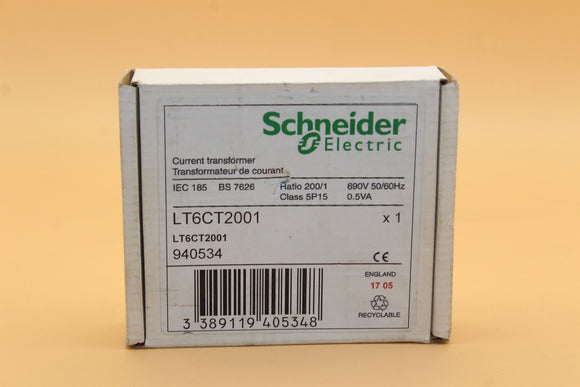 Schneider
Electric
Current transformer
Transformateur de courant
IEC 185 BS 7626 Ratio 200/1 690V 50/60Hz
Class 5P15 0.5VA
LT6CT2001 x 1
LT6CT2001
940534
CE
ENGLAND
17 05
RECYCLABLE
3 389119 405348